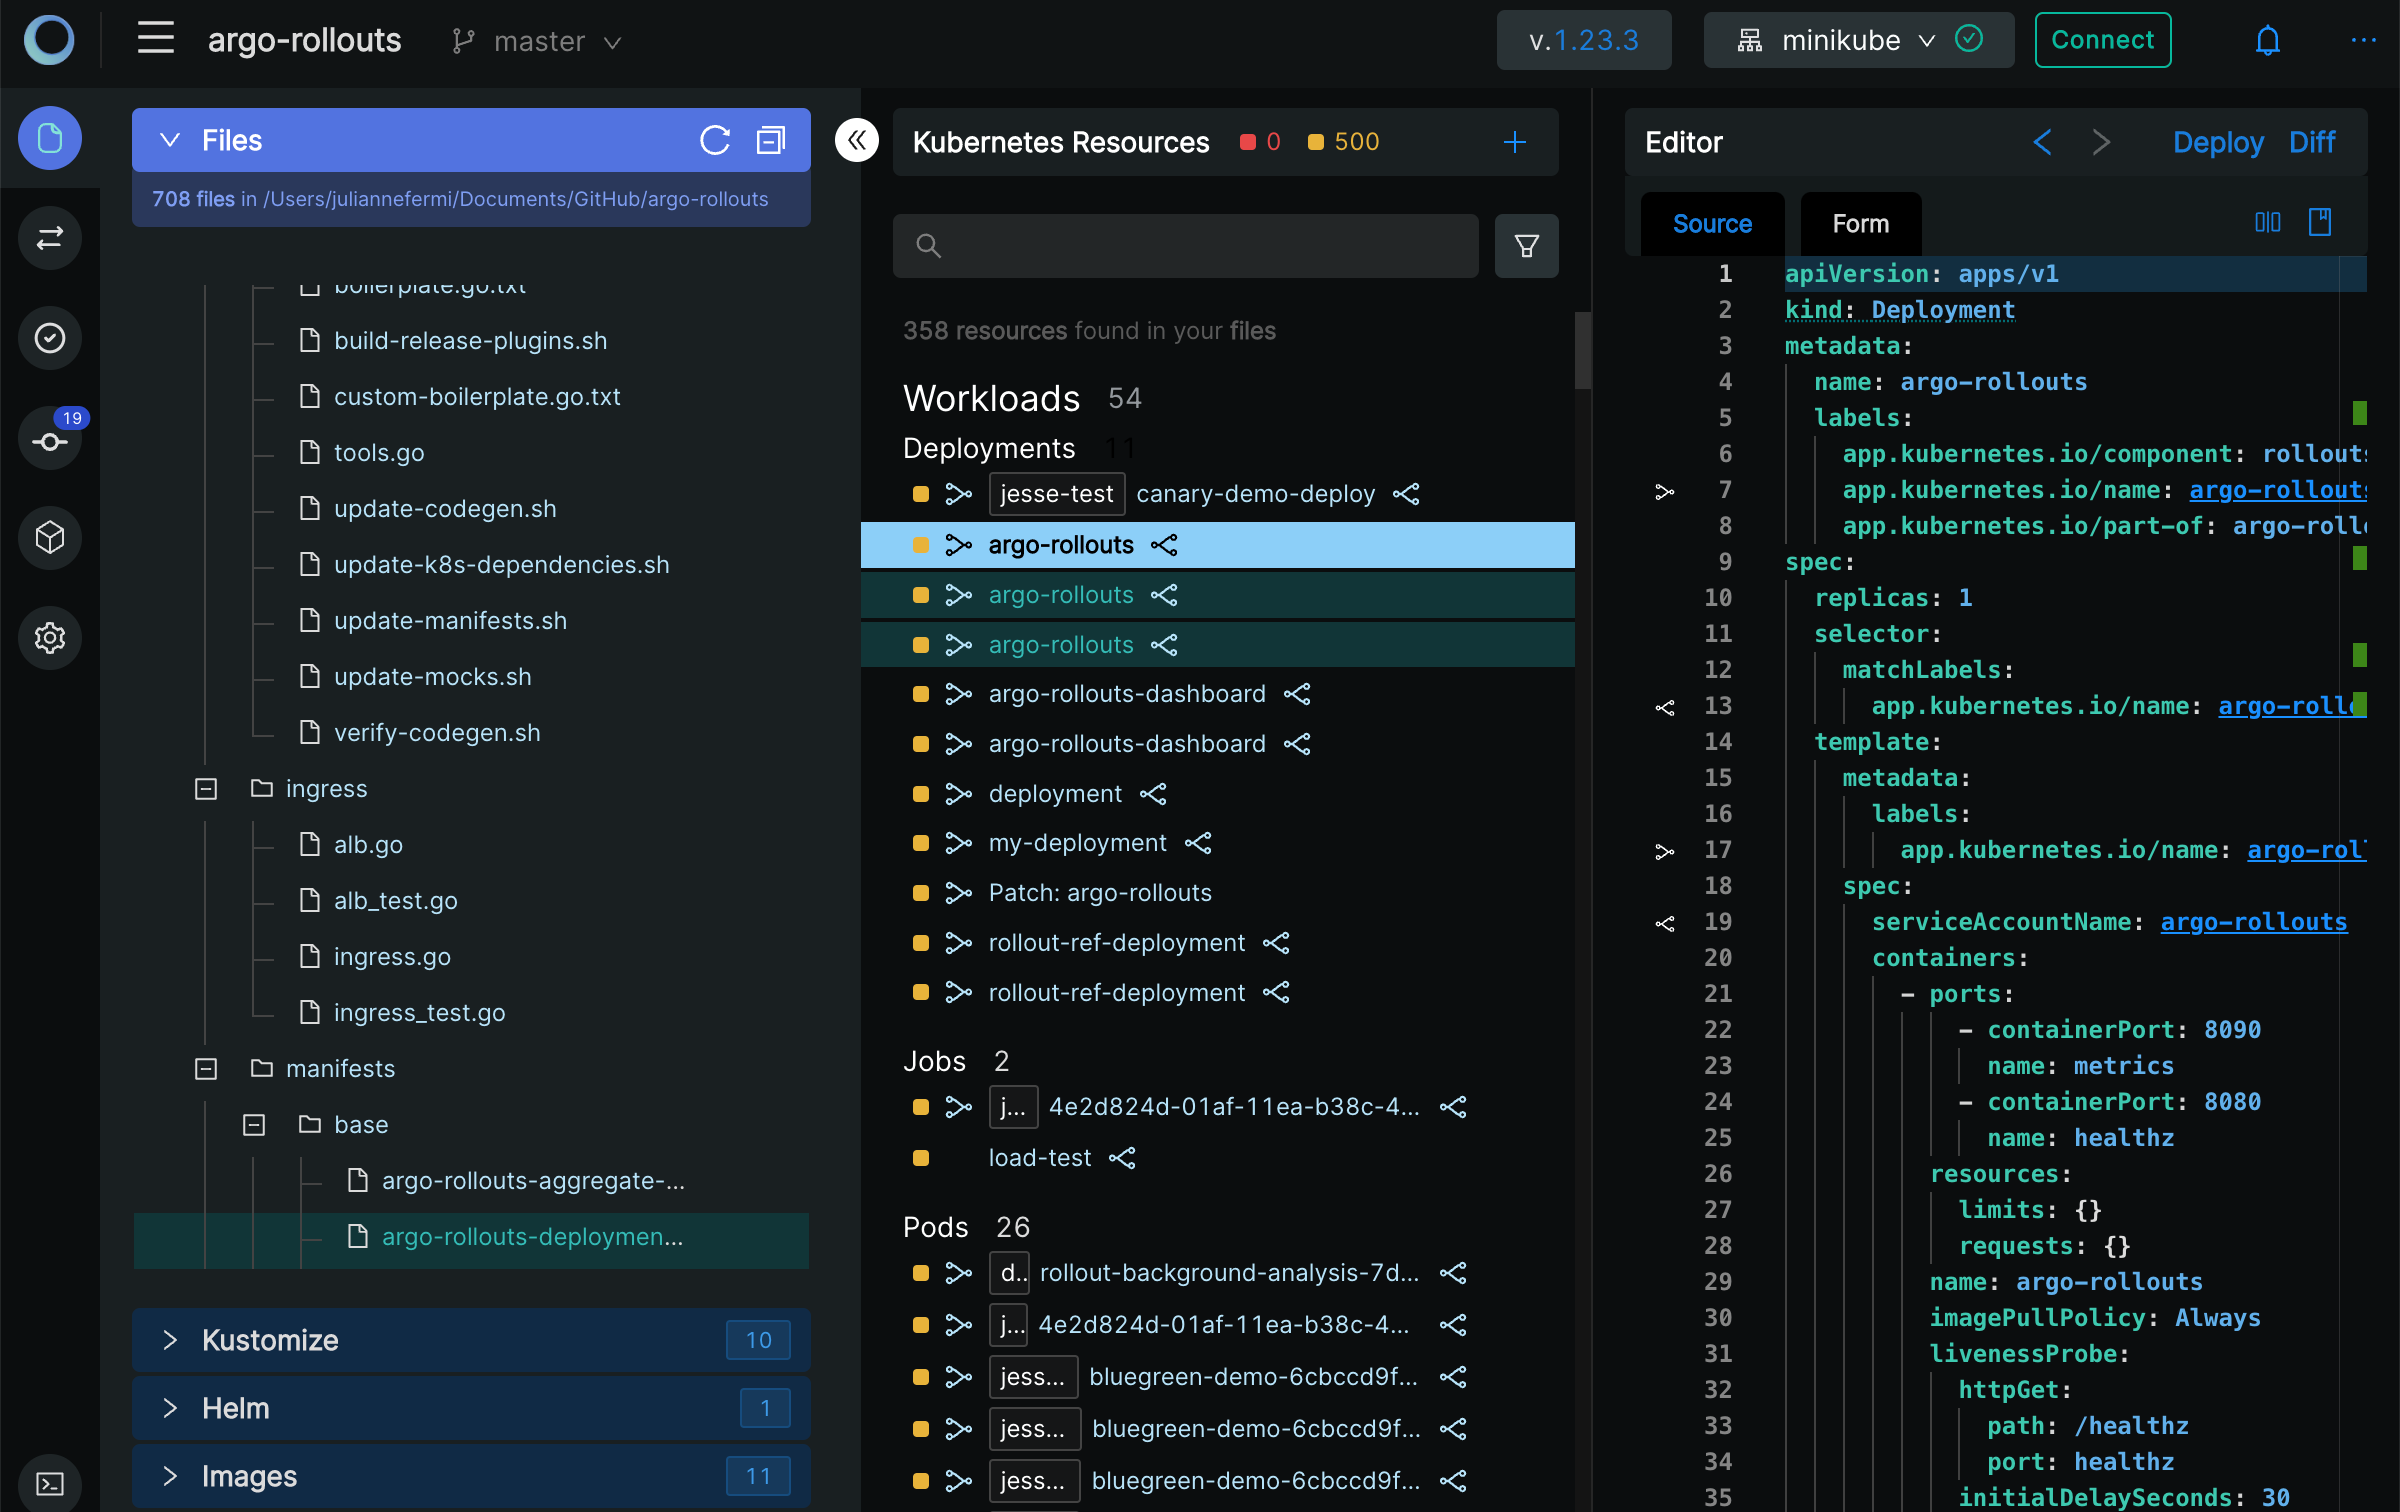 argo-rollouts
master
v.1.23.3
minikube
Connect
19
Files
708 files in /Users/juliannefermi/Documents/GitHub/argo-rollouts
boilerplate.go.txt
build-release-plugins.sh
custom-boilerplate.go.txt
tools.go
update-codegen.sh
update-k8s-dependencies.sh
update-manifests.sh
update-mocks.sh
verify-codegen.sh
ingress
alb.go
alb_test.go
ingress.go
ingress_test.go
manifests
base
argo-rollouts-aggregate-...
argo-rollouts-deploymen...
Kustomize 10
Helm 1
Images 11
Kubernetes Resources 0 500
358 resources found in your files
Workloads 54
Deployments 11
jesse-test canary-demo-deploy
argo-rollouts
argo-rollouts
argo-rollouts
argo-rollouts-dashboard
argo-rollouts-dashboard
deployment
my-deployment
Patch: argo-rollouts
rollout-ref-deployment
rollout-ref-deployment
Jobs 2
j... 4e2d824d-01af-11ea-b38c-4...
load-test
Pods 26
d.. rollout-background-analysis-7d...
j... 4e2d824d-01af-11ea-b38c-4...
jess... bluegreen-demo-6cbccd9f...
jess... bluegreen-demo-6cbccd9f...
jess... bluegreen-demo-6cbccd9f...
Editor
Deploy Diff
Source Form
1 apiVersion: apps/v1
2 kind: Deployment
3 metadata:
4 name: argo-rollouts
5 labels:
6 app.kubernetes.io/component: rollouts
7 app.kubernetes.io/name: argo-rollouts
8 app.kubernetes.io/part-of: argo-rollo
9 spec:
10 replicas: 1
11 selector:
12 matchLabels:
13 app.kubernetes.io/name: argo-rollo
14 template:
15 metadata:
16 labels:
17 app.kubernetes.io/name: argo-roll
18 spec:
19 serviceAccountName: argo-rollouts
20 containers:
21 - ports:
22 - containerPort: 8090
23 name: metrics
24 - containerPort: 8080
25 name: healthz
26 resources:
27 limits: {}
28 requests: {}
29 name: argo-rollouts
30 imagePullPolicy: Always
31 livenessProbe:
32 httpGet:
33 path: /healthz
34 port: healthz
35 initialDelaySeconds: 30